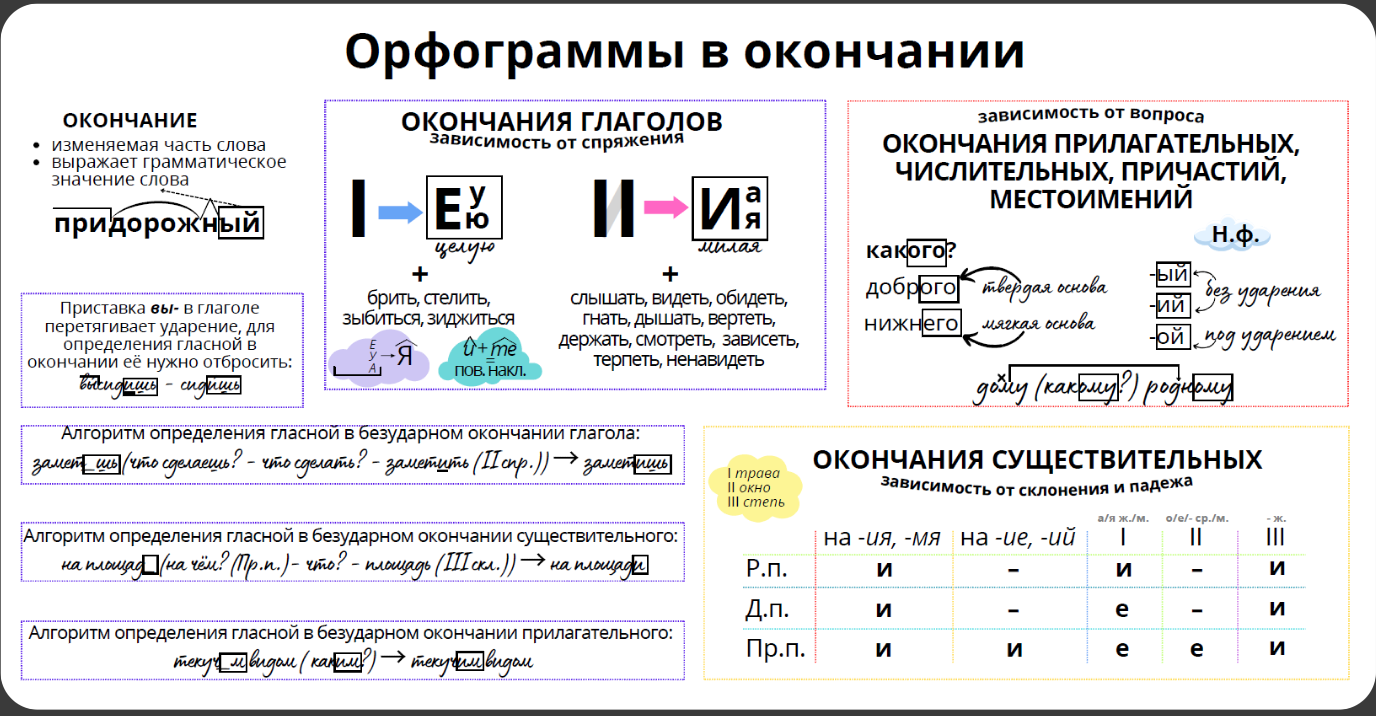 Орфограммы в окончании
ОКОНЧАНИЕ
• изменяемая часть слова
• выражает грамматическое
значение слова
придорожный
Приставка вы- в глаголе
перетягивает ударение, для
определения гласной в
окончании её нужно отбросить:
высидишь - сидишь
ОКОНЧАНИЯ ГЛАГОЛОВ
зависимость от спряжения
I Е у ю
целую
+
брить, стелить,
зыбиться, зиждиться
Е У А → Я
и + те
пов. накл.
II И а я
милая
+
слышать, видеть, обидеть,
гнать, дышать, вертеть,
держать, смотреть, зависеть,
терпеть, ненавидеть
зависимость от вопроса
ОКОНЧАНИЯ ПРИЛАГАТЕЛЬНЫХ,
ЧИСЛИТЕЛЬНЫХ, ПРИЧАСТИЙ,
МЕСТОИМЕНИЙ
какого?
доброго твердая основа
нижнего мягкая основа
Н.ф.
-ый
-ий
без ударения
-ой под ударением
дому (какому?) родному
Алгоритм определения гласной в безударном окончании глагола:
замет_шь (что сделаешь? - что сделать? - заметить (II спр.)) → заметишь
Алгоритм определения гласной в безударном окончании существительного:
на площад_ (на чём? (Пр.п.) - что? - площадь (III скл.)) → на площади
Алгоритм определения гласной в безударном окончании прилагательного:
текуч_м видом (каким?) → текучим видом
I трава
II окно
III степь
ОКОНЧАНИЯ СУЩЕСТВИТЕЛЬНЫХ
зависимость от склонения и падежа
а/я ж./м. о/е/- ср./м. - ж.
на -ия, -мя на -ие, -ий I II III
Р.п. и – и – и
Д.п. и – е – и
Пр.п. и и е е и